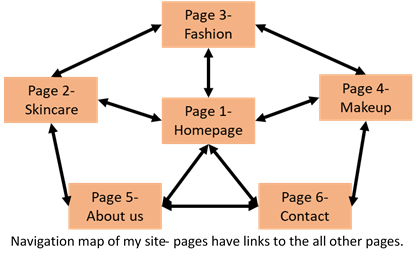 Page 3-
Fashion
Page 2-
Skincare
Page 1-
Homepage
Page 4-
Makeup
Page 5-
About us
Page 6-
Contact
Navigation map of my site- pages have links to the all other pages.